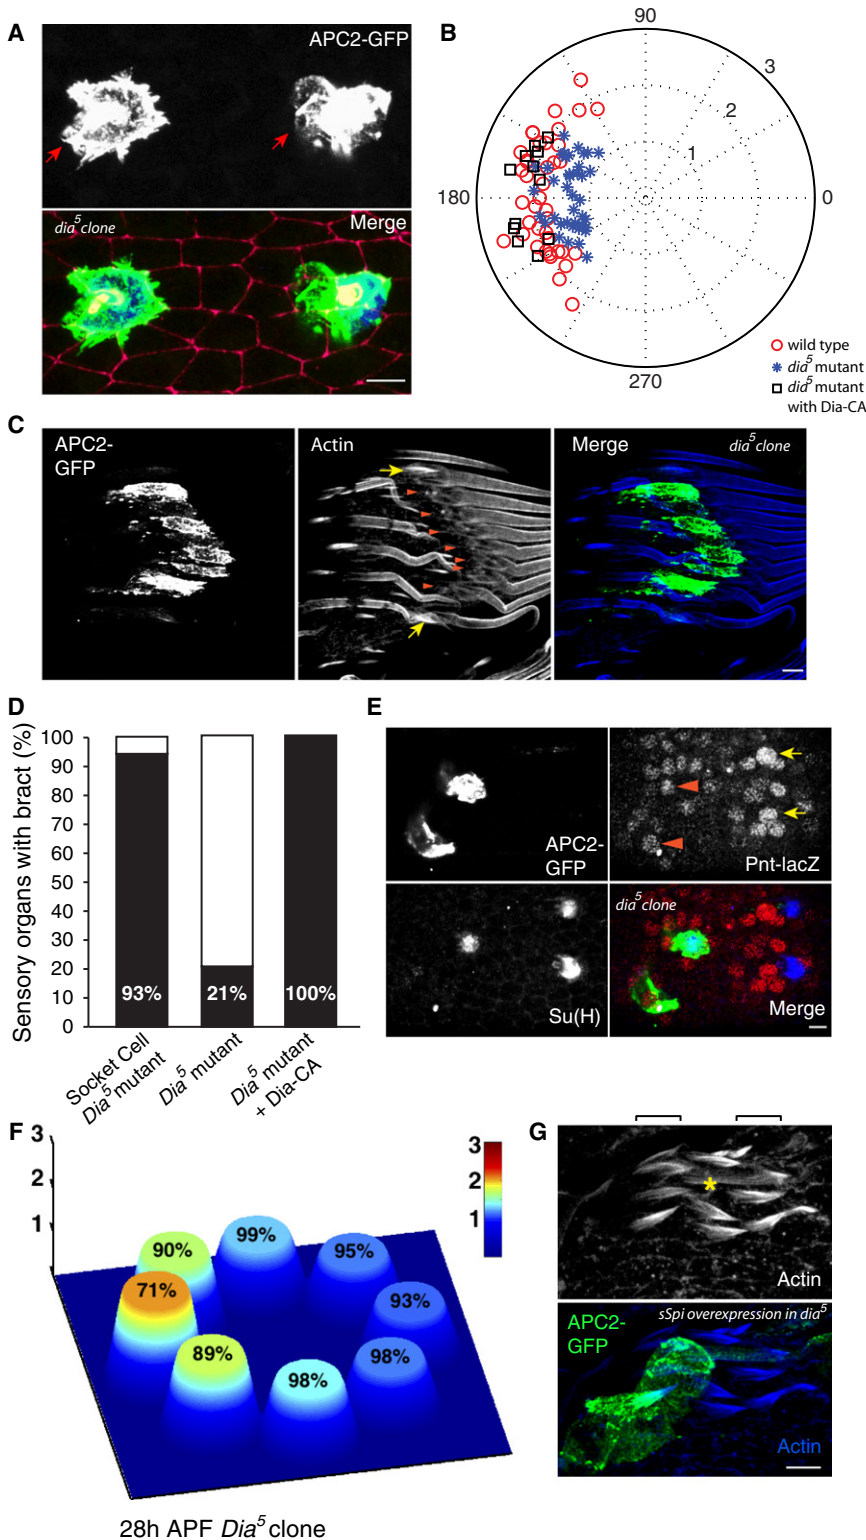 A
APC2-GFP
dia5 clone
Merge
B
90
3
2
1
180
0
270
wild type
dia5 mutant
dia5 mutant
with Dia-CA
C
APC2-
GFP
Actin
Merge
dia5 clone
D
Sensory organs with bract (%)
100
90
80
70
60
50
40
30
20
10
0
93%
21%
100%
Socket Cell
Dia5 mutant
Dia5 mutant
Dia5 mutant
+ Dia-CA
E
APC2-
GFP
Pnt-lacZ
Su(H)
dia5 clone
Merge
F
3
2
1
3
2
1
99%
90%
95%
71%
93%
89%
98%
98%
28h APF Dia5 clone
G
*
Actin
sSpi overexpression in dia5
APC2-
GFP
Actin